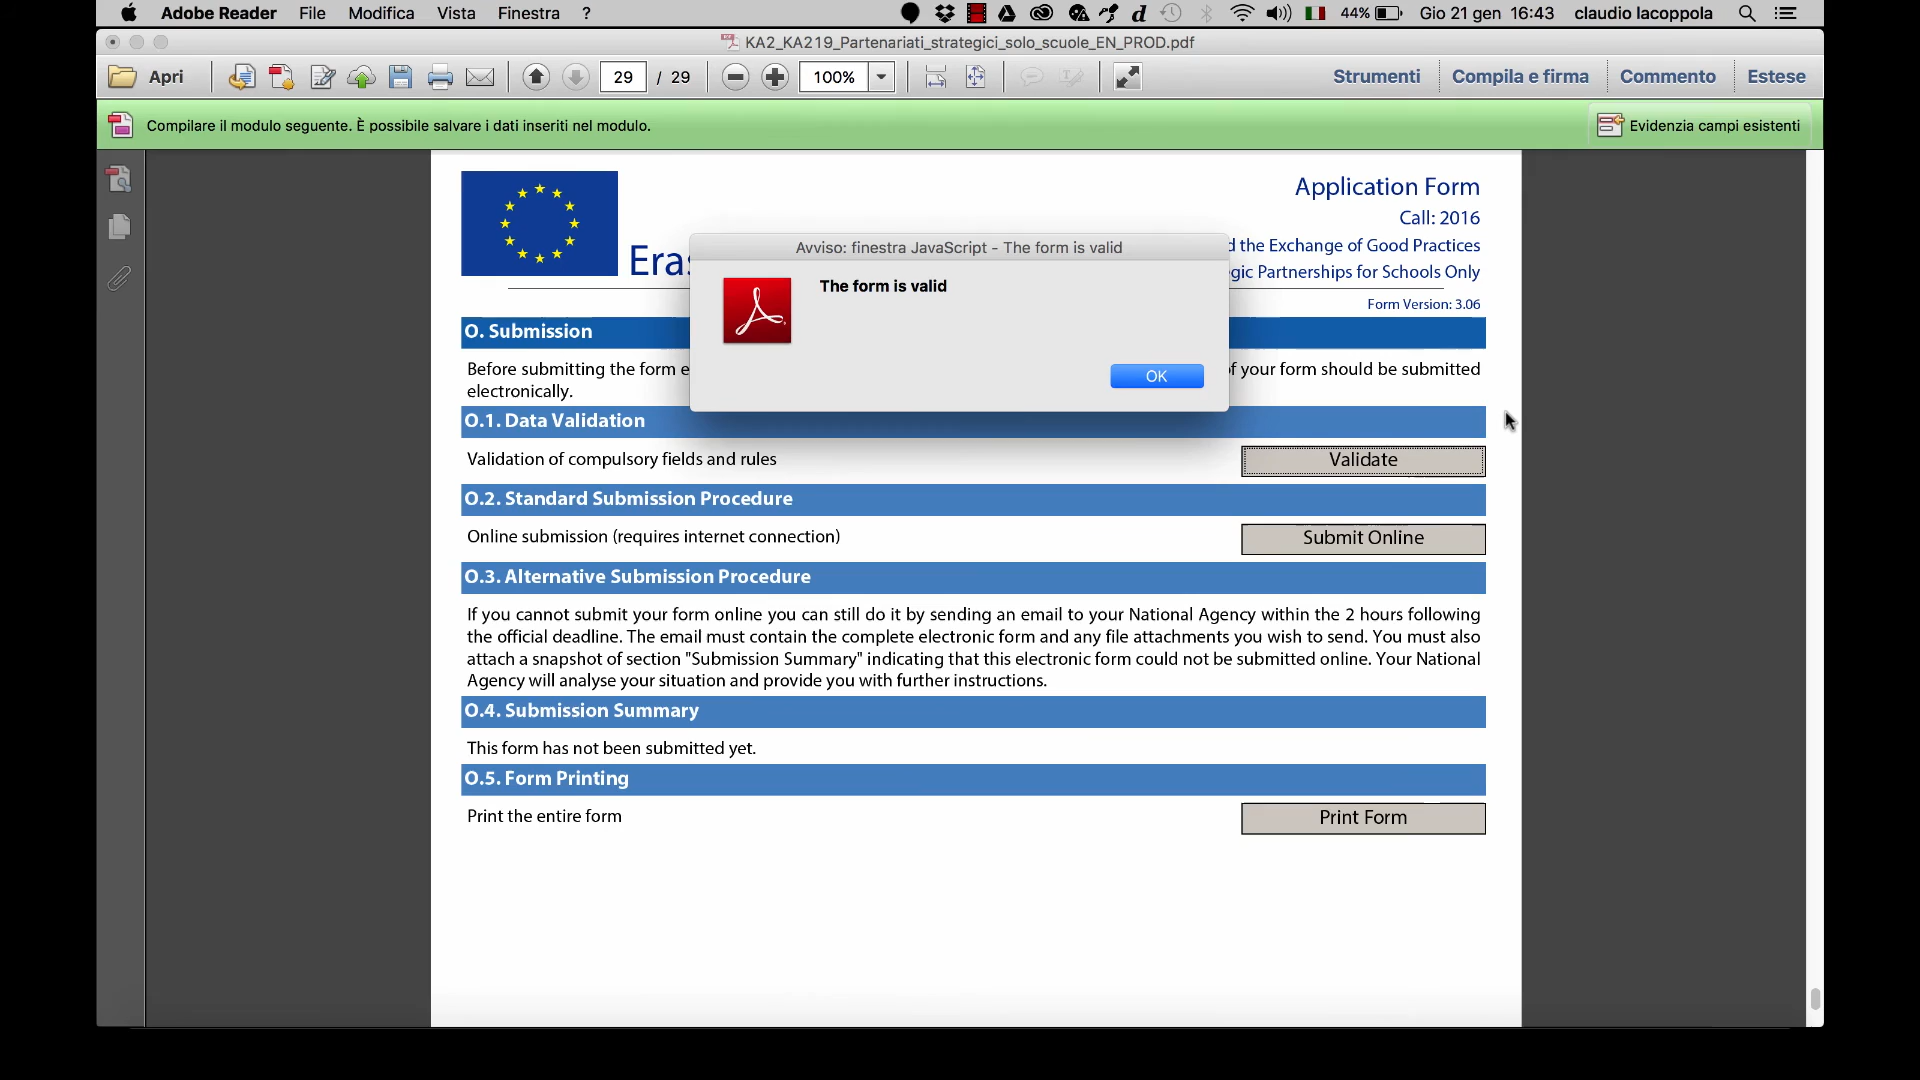 Adobe Reader File Modifica Vista Finestra ? 44% Gio 21 gen 16:43 claudio Iacoppola
KA2_KA219_Partenariati_strategici_solo_scuole_EN_PROD.pdf
Apri 29 / 29 100% Strumenti Compila e firma Commento Estese
Compilare il modulo seguente. È possibile salvare i dati inseriti nel modulo. Evidenzia campi esistenti
Application Form
Call: 2016
d the Exchange of Good Practices
Eras
gic Partnerships for Schools Only
Form Version: 3.06
Avviso: finestra JavaScript - The form is valid
The form is valid
OK
O. Submission
Before submitting the form e f your form should be submitted
electronically.
O.1. Data Validation
Validation of compulsory fields and rules Validate
O.2. Standard Submission Procedure
Online submission (requires internet connection) Submit Online
O.3. Alternative Submission Procedure
If you cannot submit your form online you can still do it by sending an email to your National Agency within the 2 hours following
the official deadline. The email must contain the complete electronic form and any file attachments you wish to send. You must also
attach a snapshot of section "Submission Summary" indicating that this electronic form could not be submitted online. Your National
Agency will analyse your situation and provide you with further instructions.
O.4. Submission Summary
This form has not been submitted yet.
O.5. Form Printing
Print the entire form Print Form